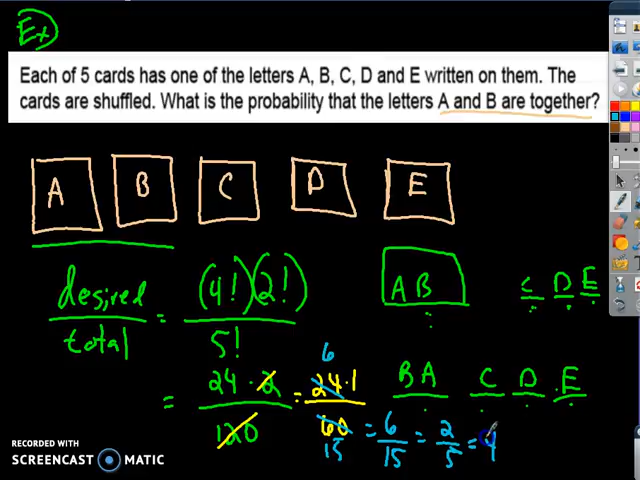 Ex
Each of 5 cards has one of the letters A, B, C, D and E written on them. The
cards are shuffled. What is the probability that the letters A and B are together?
A B C D E
desired / total = (4!)(2!) / 5!
AB C D E
= 24 · 2 / 120 = 24 · 1 / 60
6
15
BA C D E
= 6/15 = 2/5 =
RECORDED WITH
SCREENCAST MATIC